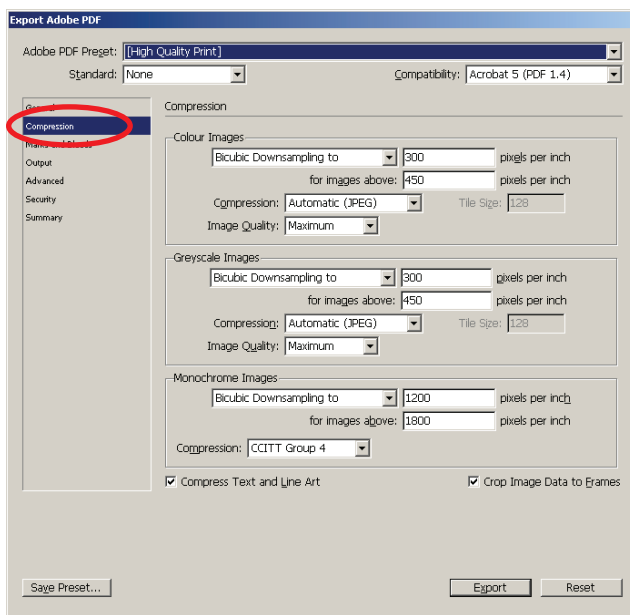 Export Adobe PDF
Adobe PDF Preset: [High Quality Print]
Standard: None Compatibility: Acrobat 5 (PDF 1.4)
General
Compression
Marks and Bleeds
Output
Advanced
Security
Summary
Compression
Colour Images
Bicubic Downsampling to 300 pixels per inch
for images above: 450 pixels per inch
Compression: Automatic (JPEG) Tile Size: 128
Image Quality: Maximum
Greyscale Images
Bicubic Downsampling to 300 pixels per inch
for images above: 450 pixels per inch
Compression: Automatic (JPEG) Tile Size: 128
Image Quality: Maximum
Monochrome Images
Bicubic Downsampling to 1200 pixels per inch
for images above: 1800 pixels per inch
Compression: CCITT Group 4
Compress Text and Line Art Crop Image Data to Frames
Save Preset... Export Reset